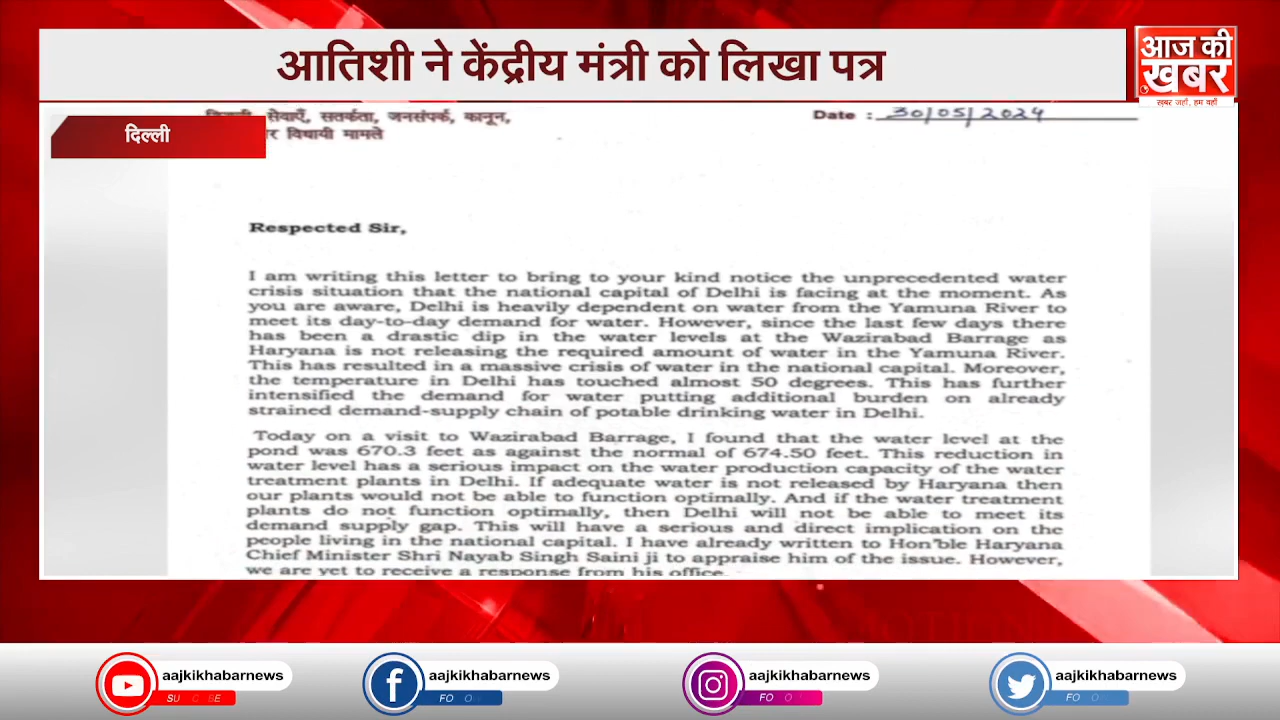 आतिशी ने केंद्रीय मंत्री को लिखा पत्र
आज की
खबर
खबर जहाँ, हम वहाँ
दिल्ली
सेवाएँ, सतर्कता, जनसंपर्क, कानून,
विधायी मामले
Date : 30/05/2024
Respected Sir,
I am writing this letter to bring to your kind notice the unprecedented water
crisis situation that the national capital of Delhi is facing at the moment. As
you are aware, Delhi is heavily dependent on water from the Yamuna River to
meet its day-to-day demand for water. However, since the last few days there
has been a drastic dip in the water levels at the Wazirabad Barrage as
Haryana is not releasing the required amount of water in the Yamuna River.
This has resulted in a massive crisis of water in the national capital. Moreover,
the temperature in Delhi has touched almost 50 degrees. This has further
intensified the demand for water putting additional burden on already
strained demand-supply chain of potable drinking water in Delhi.
Today on a visit to Wazirabad Barrage, I found that the water level at the
pond was 670.3 feet as against the normal of 674.50 feet. This reduction in
water level has a serious impact on the water production capacity of the water
treatment plants in Delhi. If adequate water is not released by Haryana then
our plants would not be able to function optimally. And if the water treatment
plants do not function optimally, then Delhi will not be able to meet its
demand supply gap. This will have a serious and direct implication on the
people living in the national capital. I have already written to Hon'ble Haryana
Chief Minister Shri Nayab Singh Saini ji to appraise him of the issue. However,
we are yet to receive a response from his office.
aajkikhabarnews
aajkikhabarnews
aajkikhabarnews
aajkikhabarnews